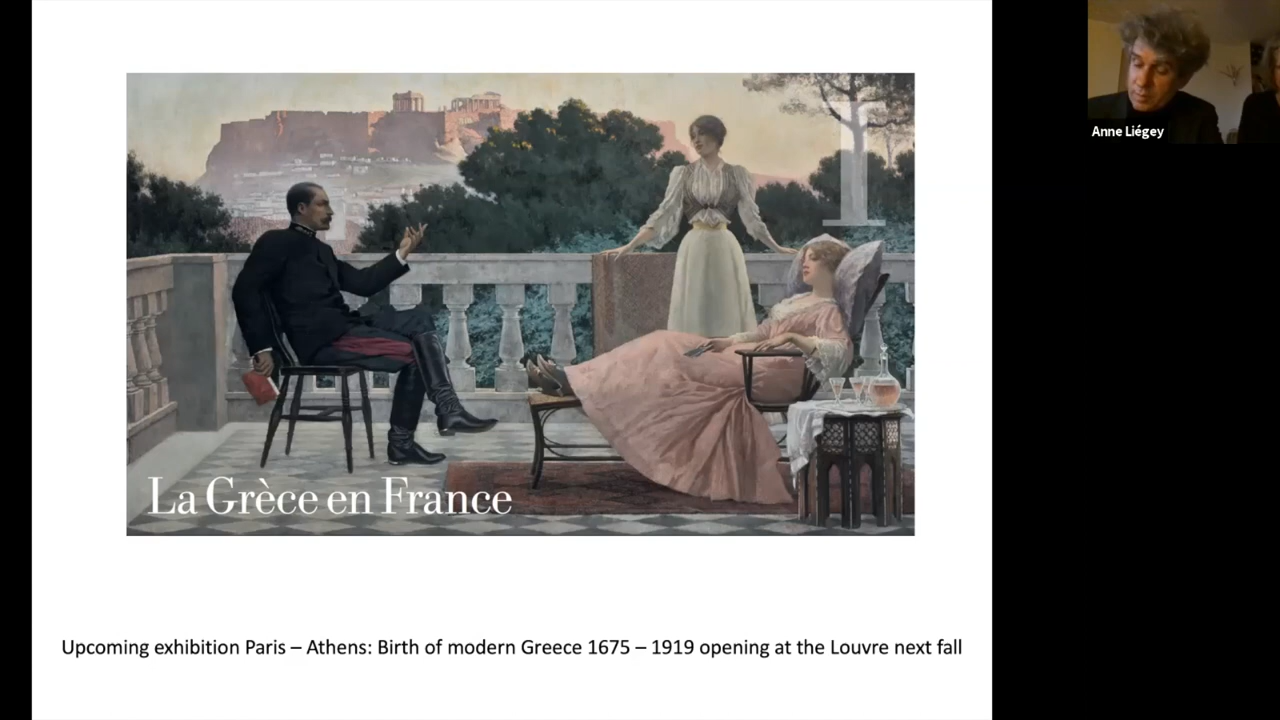 Anne Liégey
La Grèce en France
Upcoming exhibition Paris – Athens: Birth of modern Greece 1675 – 1919 opening at the Louvre next fall